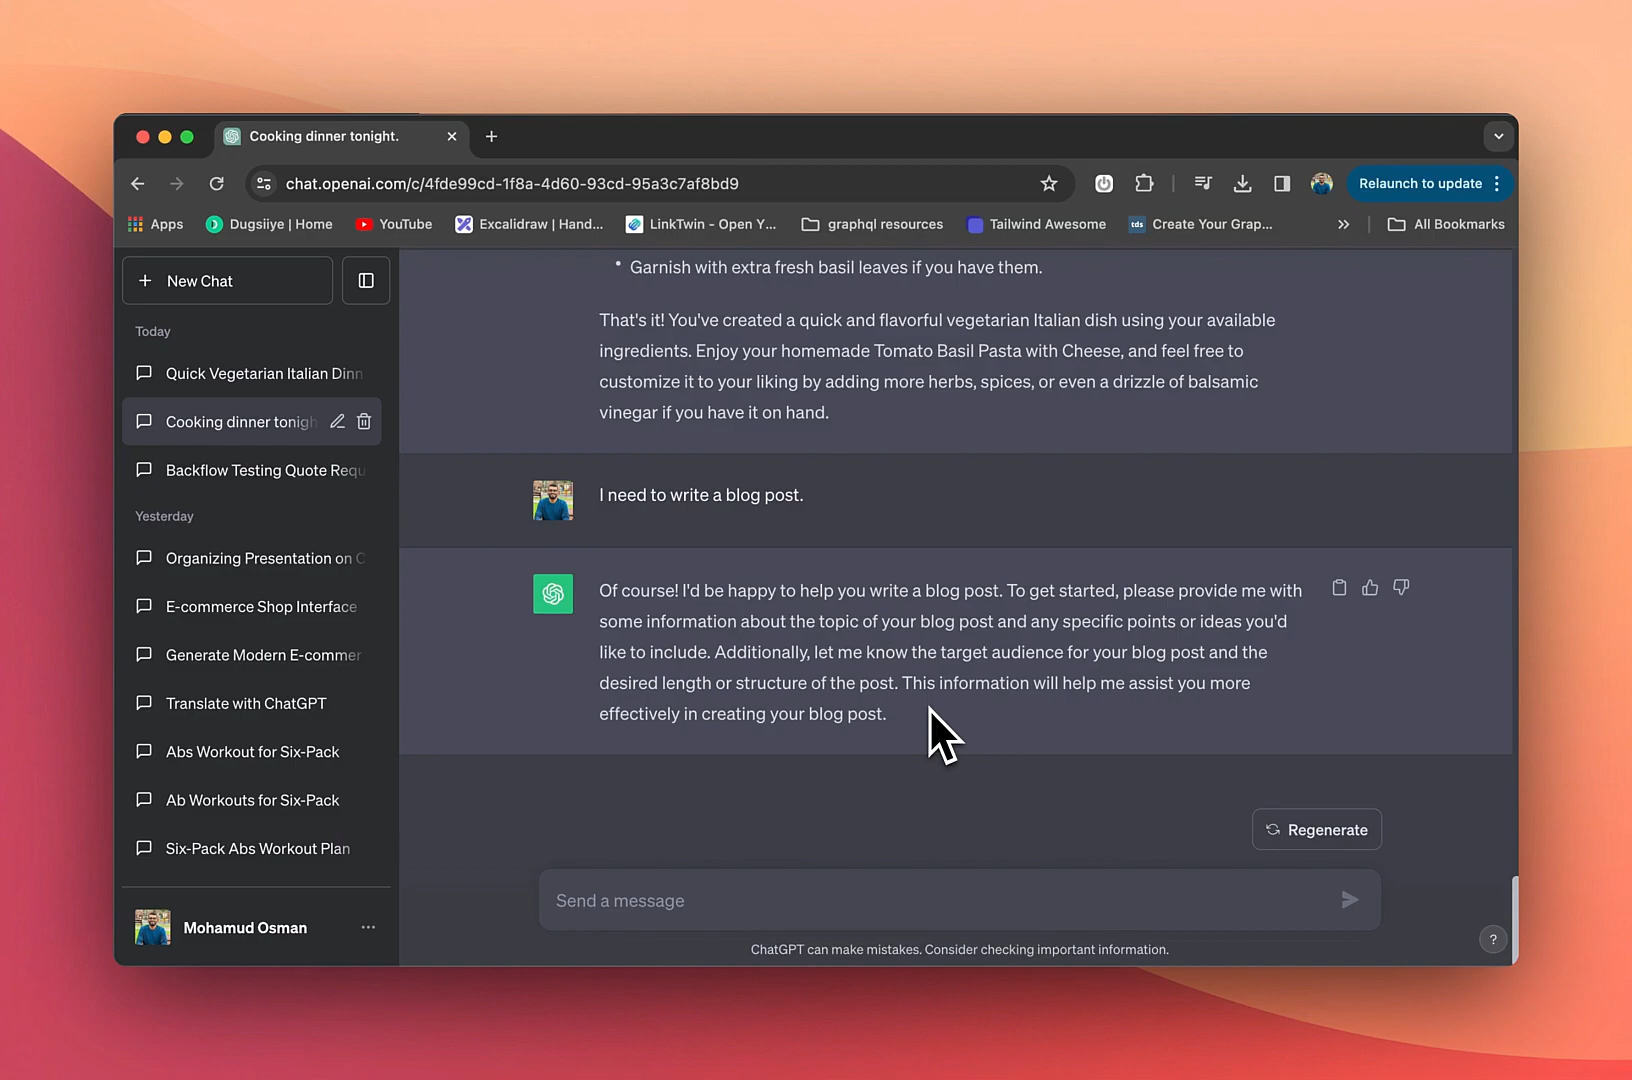 Cooking dinner tonight.
chat.openai.com/c/4fde99cd-1f8a-4d60-93cd-95a3c7af8bd9
Relaunch to update
Apps
Dugsiiye | Home
YouTube
Excalidraw | Hand...
LinkTwin - Open Y...
graphql resources
Tailwind Awesome
tds
Create Your Grap...
All Bookmarks
New Chat
Today
Quick Vegetarian Italian Dinn
Cooking dinner tonigh
Backflow Testing Quote Requ
Yesterday
Organizing Presentation on C
E-commerce Shop Interface
Generate Modern E-commer
Translate with ChatGPT
Abs Workout for Six-Pack
Ab Workouts for Six-Pack
Six-Pack Abs Workout Plan
Mohamud Osman
• Garnish with extra fresh basil leaves if you have them.
That's it! You've created a quick and flavorful vegetarian Italian dish using your available
ingredients. Enjoy your homemade Tomato Basil Pasta with Cheese, and feel free to
customize it to your liking by adding more herbs, spices, or even a drizzle of balsamic
vinegar if you have it on hand.
I need to write a blog post.
Of course! I'd be happy to help you write a blog post. To get started, please provide me with
some information about the topic of your blog post and any specific points or ideas you'd
like to include. Additionally, let me know the target audience for your blog post and the
desired length or structure of the post. This information will help me assist you more
effectively in creating your blog post.
Regenerate
Send a message
ChatGPT can make mistakes. Consider checking important information.
?